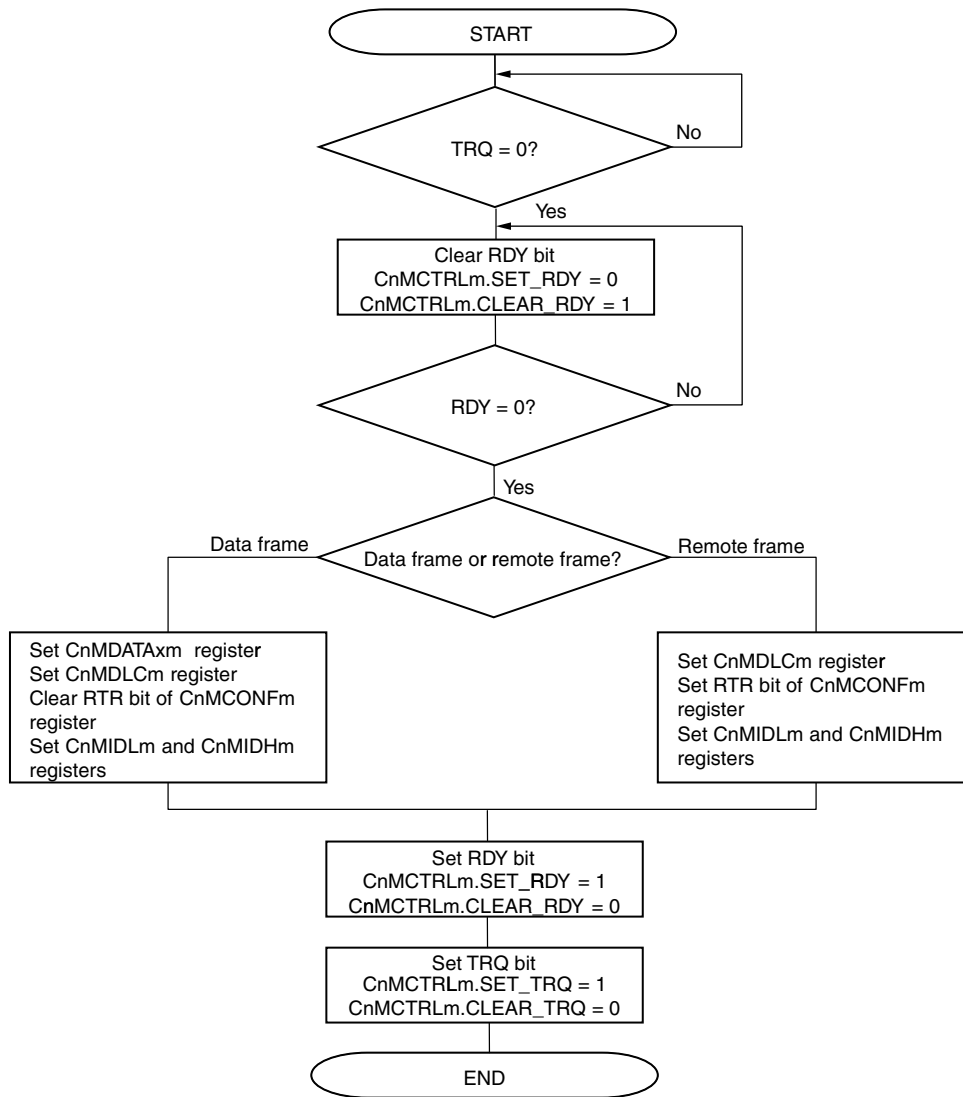 START
TRQ = 0?
No
Yes
Clear RDY bit
CnMCTRLm.SET_RDY = 0
CnMCTRLm.CLEAR_RDY = 1
RDY = 0?
No
Yes
Data frame or remote frame?
Data frame
Remote frame
Set CnMDATAxm register
Set CnMDLCm register
Clear RTR bit of CnMCONFm
register
Set CnMIDLm and CnMIDHm
registers
Set CnMDLCm register
Set RTR bit of CnMCONFm
register
Set CnMIDLm and CnMIDHm
registers
Set RDY bit
CnMCTRLm.SET_RDY = 1
CnMCTRLm.CLEAR_RDY = 0
Set TRQ bit
CnMCTRLm.SET_TRQ = 1
CnMCTRLm.CLEAR_TRQ = 0
END